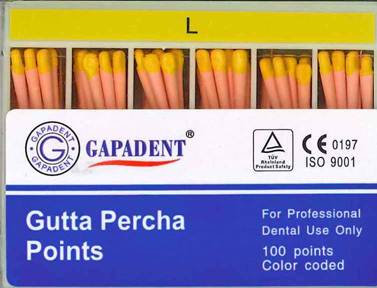 L
GAPADENT
GAPADENT
GAPADENT®
TÜV
Rheinland
Product Safety
CE 0197
ISO 9001
Gutta Percha
Points
For Professional
Dental Use Only
100 points
Color coded